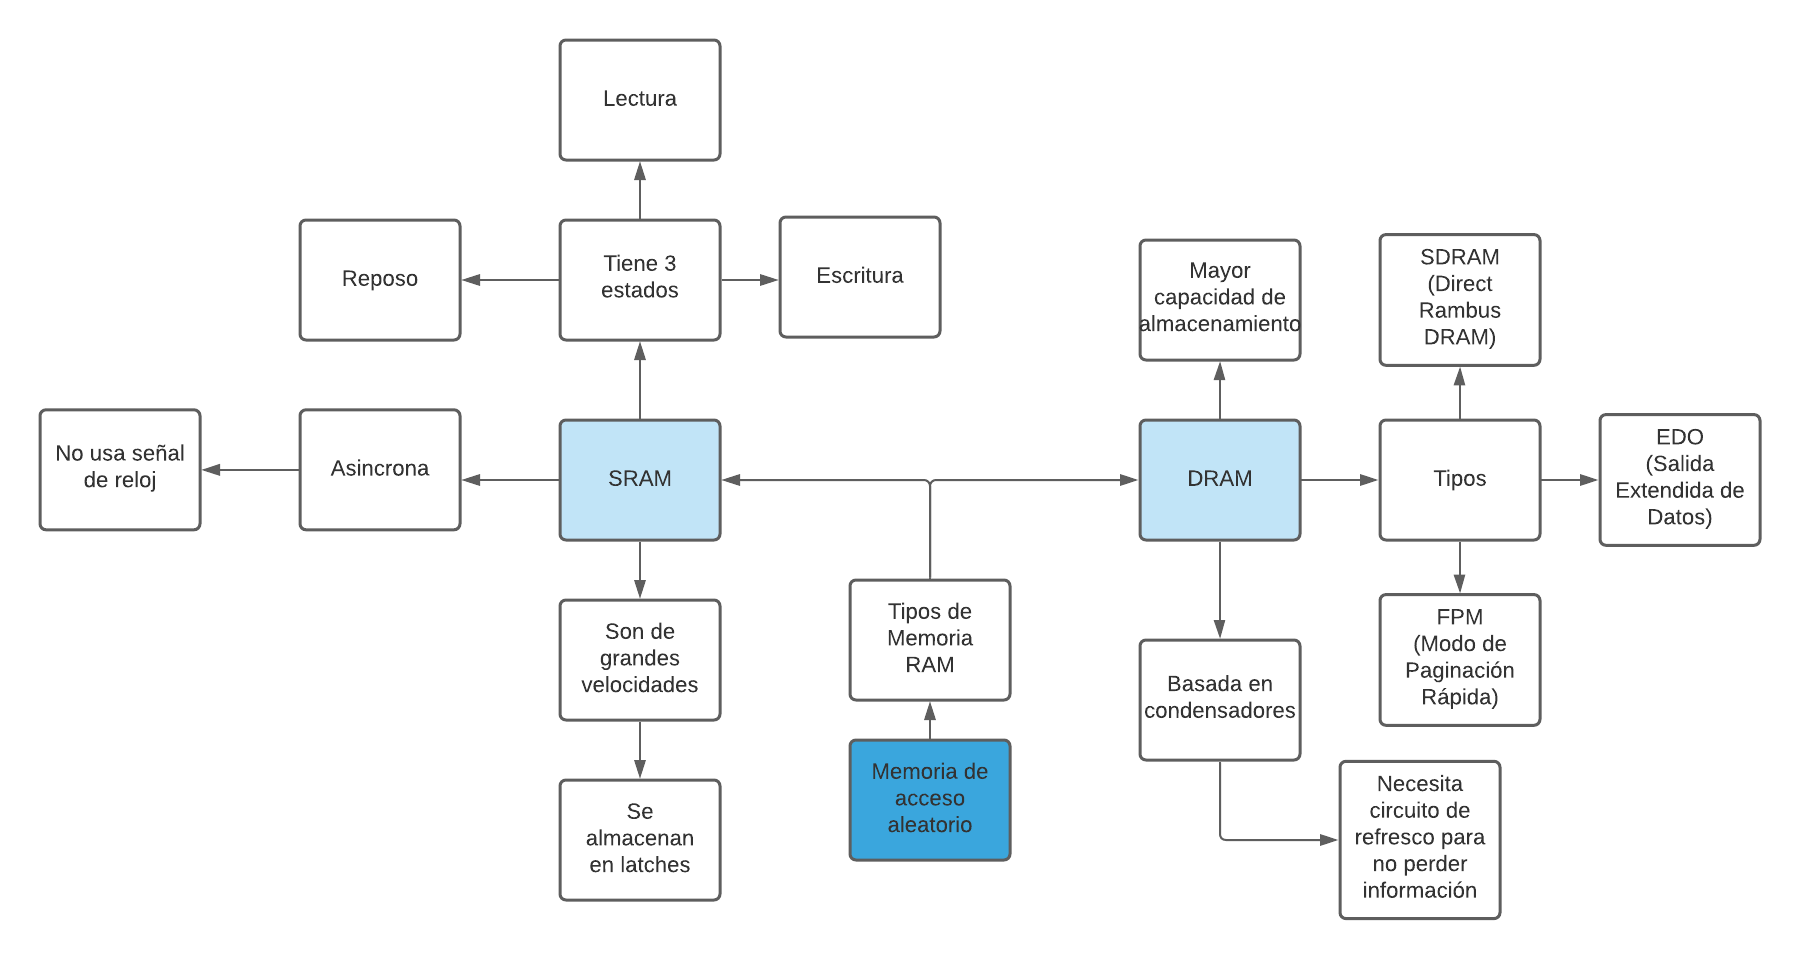 Lectura
Reposo
Tiene 3
estados
Escritura
Mayor
capacidad de
almacenamiento
SDRAM
(Direct
Rambus
DRAM)
No usa señal
de reloj
Asincrona
SRAM
DRAM
Tipos
EDO
(Salida
Extendida de
Datos)
Son de
grandes
velocidades
Tipos de
Memoria
RAM
Basada en
condensadores
FPM
(Modo de
Paginación
Rápida)
Se
almacenan
en latches
Memoria de
acceso
aleatorio
Necesita
circuito de
refresco para
no perder
información